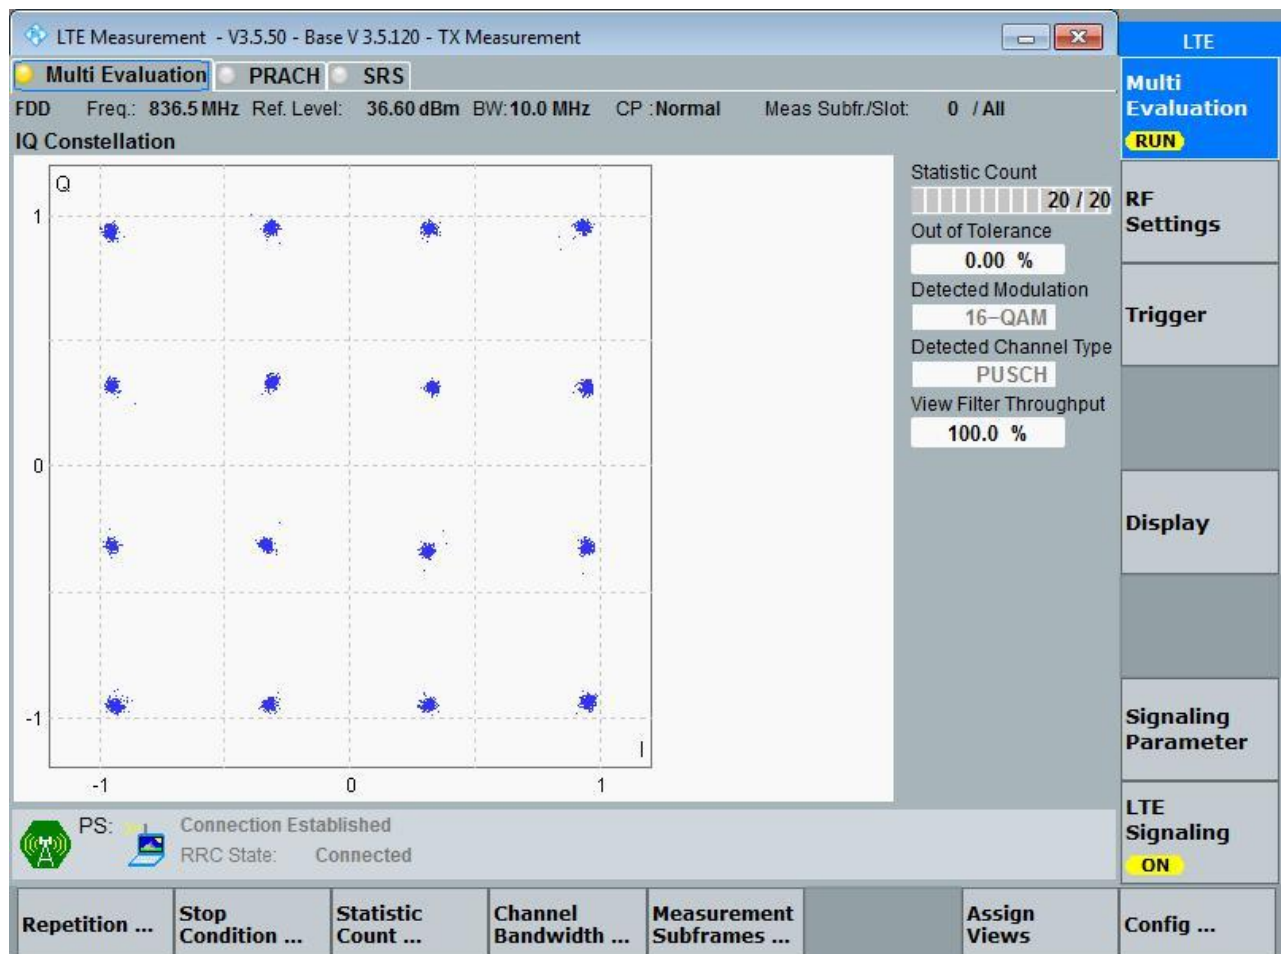 LTE Measurement - V3.5.50 - Base V 3.5.120 - TX Measurement
LTE
Multi Evaluation PRACH SRS
FDD Freq.: 836.5 MHz Ref. Level: 36.60 dBm BW: 10.0 MHz CP : Normal Meas Subfr./Slot: 0 / All
IQ Constellation
Q
1
0
-1
I
-1 0 1
Statistic Count
20 / 20
Out of Tolerance
0.00 %
Detected Modulation
16-QAM
Detected Channel Type
PUSCH
View Filter Throughput
100.0 %
Multi
Evaluation
RUN
RF
Settings
Trigger
Display
Signaling
Parameter
LTE
Signaling
ON
PS: Connection Established
RRC State: Connected
Repetition ...
Stop
Condition ...
Statistic
Count ...
Channel
Bandwidth ...
Measurement
Subframes ...
Assign
Views
Config ...